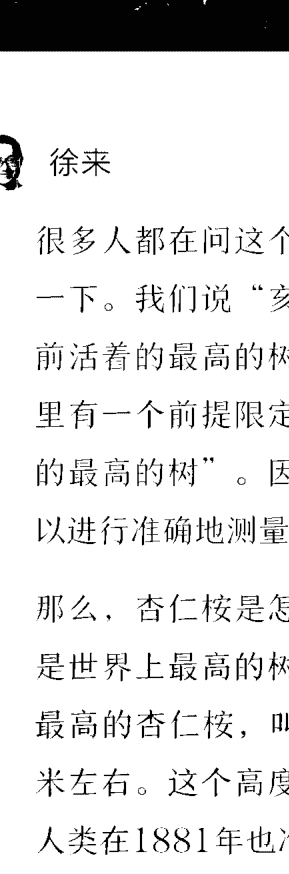 徐来
很多人都在问这个
一下。我们说“亥
前活着的最高的树
里有一个前提限定
的最高的树”。因
以进行准确地测量
那么，杏仁桉是怎
是世界上最高的树
最高的杏仁桉，叫
米左右。这个高度
人类在1881年也准